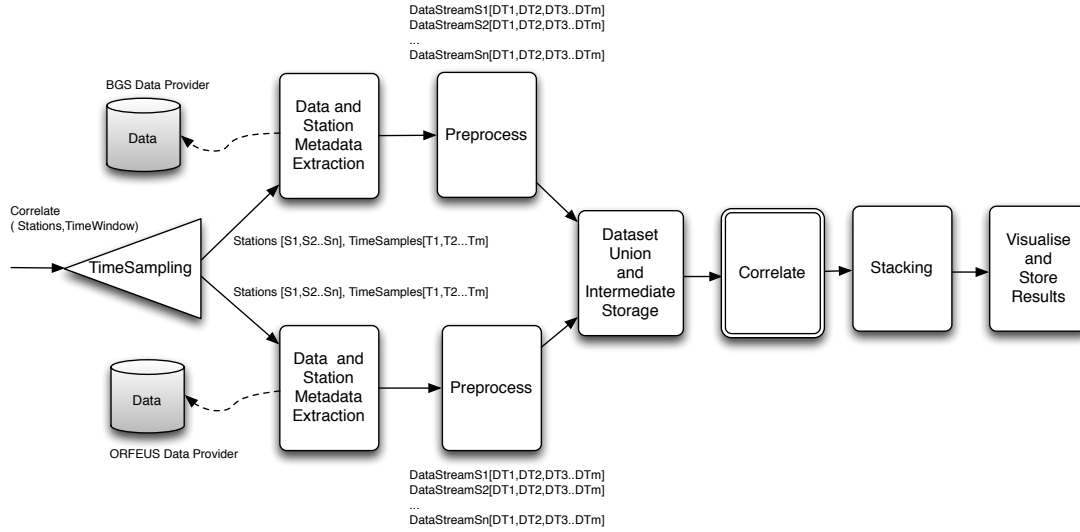 DataStreamS1[DT1,DT2,DT3..DTm]
DataStreamS2[DT1,DT2,DT3..DTm]
...
DataStreamSn[DT1,DT2,DT3..DTm]
BGS Data Provider
Data
Data and
Station
Metadata
Extraction
Preprocess
Correlate
( Stations,TimeWindow)
TimeSampling
Stations [S1,S2..Sn], TimeSamples[T1,T2...Tm]
Stations [S1,S2..Sn], TimeSamples[T1,T2...Tm]
Dataset
Union
and
Intermediate
Storage
Correlate
Stacking
Visualise
and
Store
Results
Data
ORFEUS Data Provider
Data and
Station
Metadata
Extraction
Preprocess
DataStreamS1[DT1,DT2,DT3..DTm]
DataStreamS2[DT1,DT2,DT3..DTm]
...
DataStreamSn[DT1,DT2,DT3..DTm]